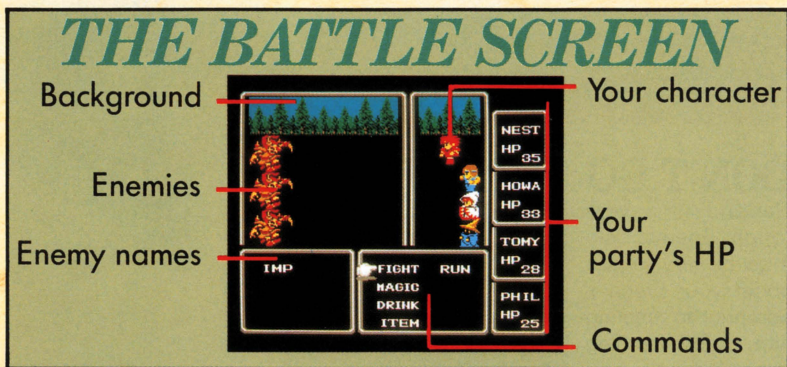 THE BATTLE SCREEN
Background
Your character
Enemies
Enemy names
Your
party's HP
Commands
NEST
HP
35
HOWA
HP
33
TOMY
HP
28
PHIL
HP
25
IMP
FIGHT RUN
MAGIC
DRINK
ITEM